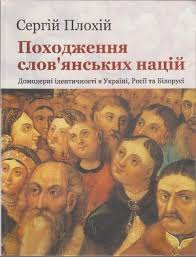 Сергій Плохій
Походження
слов'янських націй
Домодерні ідентичності в Україні, Росії та Білорусі